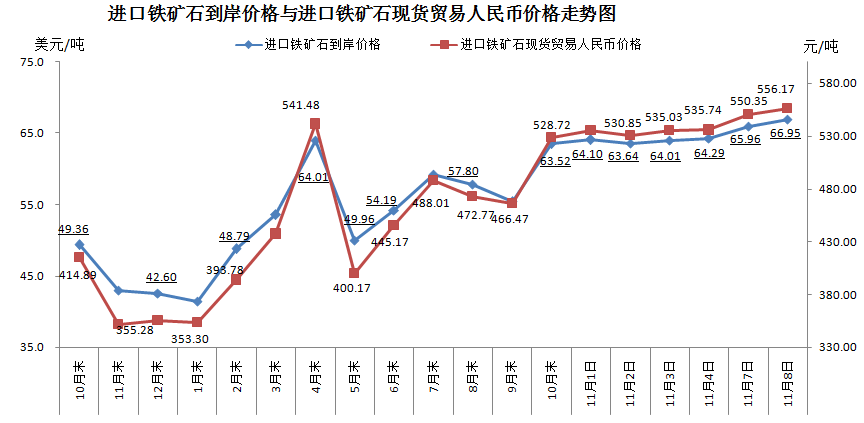 进口铁矿石到岸价格与进口铁矿石现货贸易人民币价格走势图
美元/吨
进口铁矿石到岸价格
进口铁矿石现货贸易人民币价格
元/吨
75.0
65.0
55.0
45.0
35.0
580.00
530.00
480.00
430.00
380.00
330.00
49.36
42.60
48.79
64.01
49.96
54.19
57.80
63.52
64.10
63.64
64.01
64.29
65.96
66.95
414.89
355.28
353.30
393.78
541.48
400.17
445.17
488.01
472.77
466.47
528.72
530.85
535.03
535.74
550.35
556.17
10月末
11月末
12月末
1月末
2月末
3月末
4月末
5月末
6月末
7月末
8月末
9月末
10月末
11月1日
11月2日
11月3日
11月4日
11月7日
11月8日